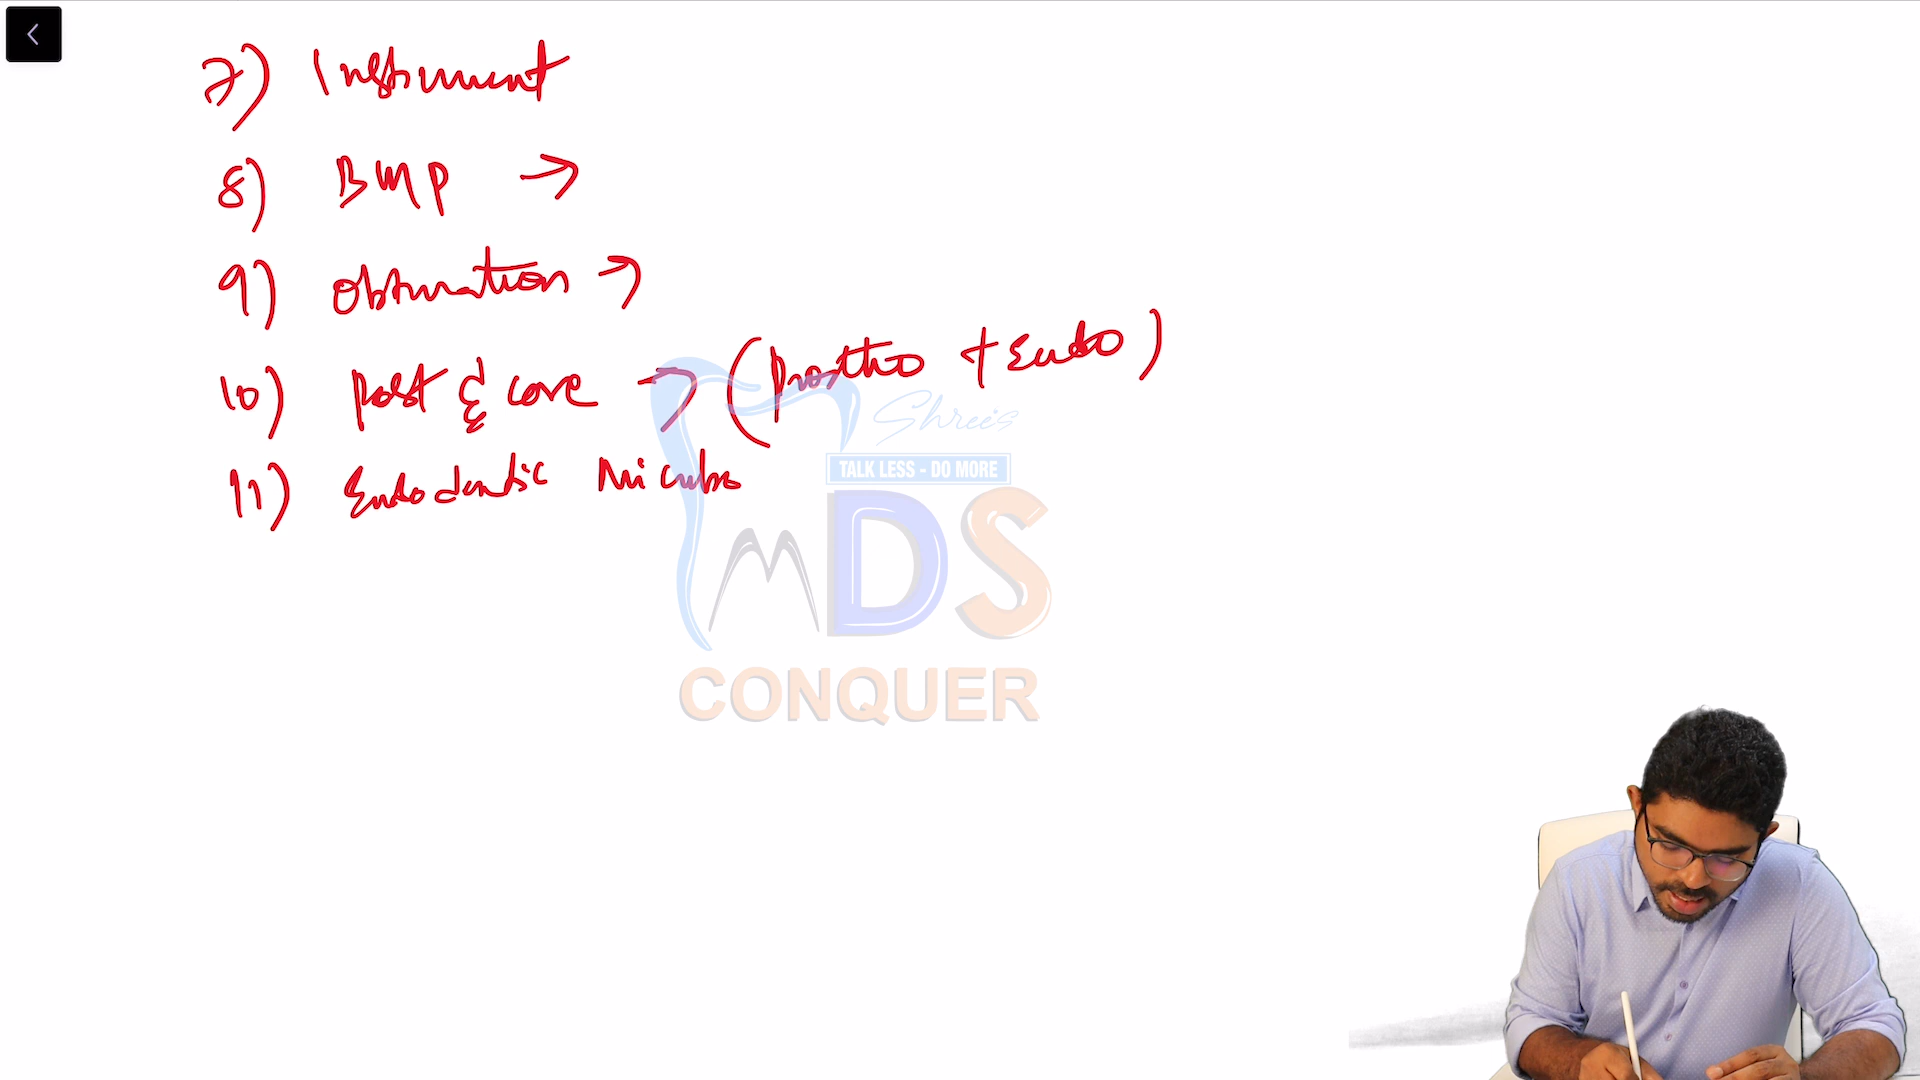 7) Instrument
8) BMP →
9) Obturation →
10) Post & core → (Prostho + Endo)
11) Endodontic Micubo
Shree's
TALK LESS - DO MORE
MDS
CONQUER